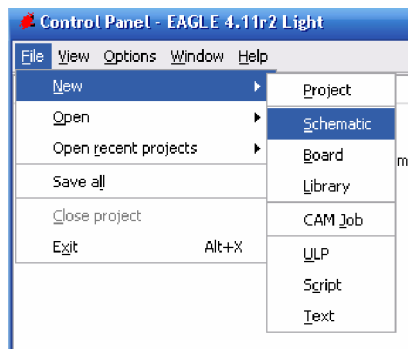 Control Panel - EAGLE 4.11r2 Light
File View Options Window Help
New
Open
Open recent projects
Save all
Close project
Exit Alt+X
Project
Schematic
Board
Library
CAM Job
ULP
Script
Text